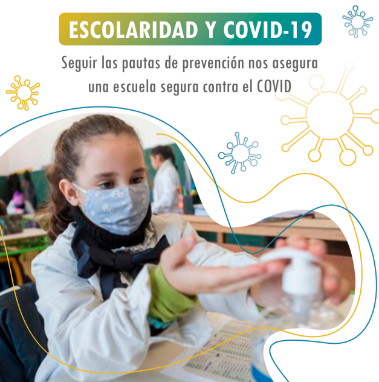 ESCOLARIDAD Y COVID-19
Seguir las pautas de prevención nos asegura
una escuela segura contra el COVID